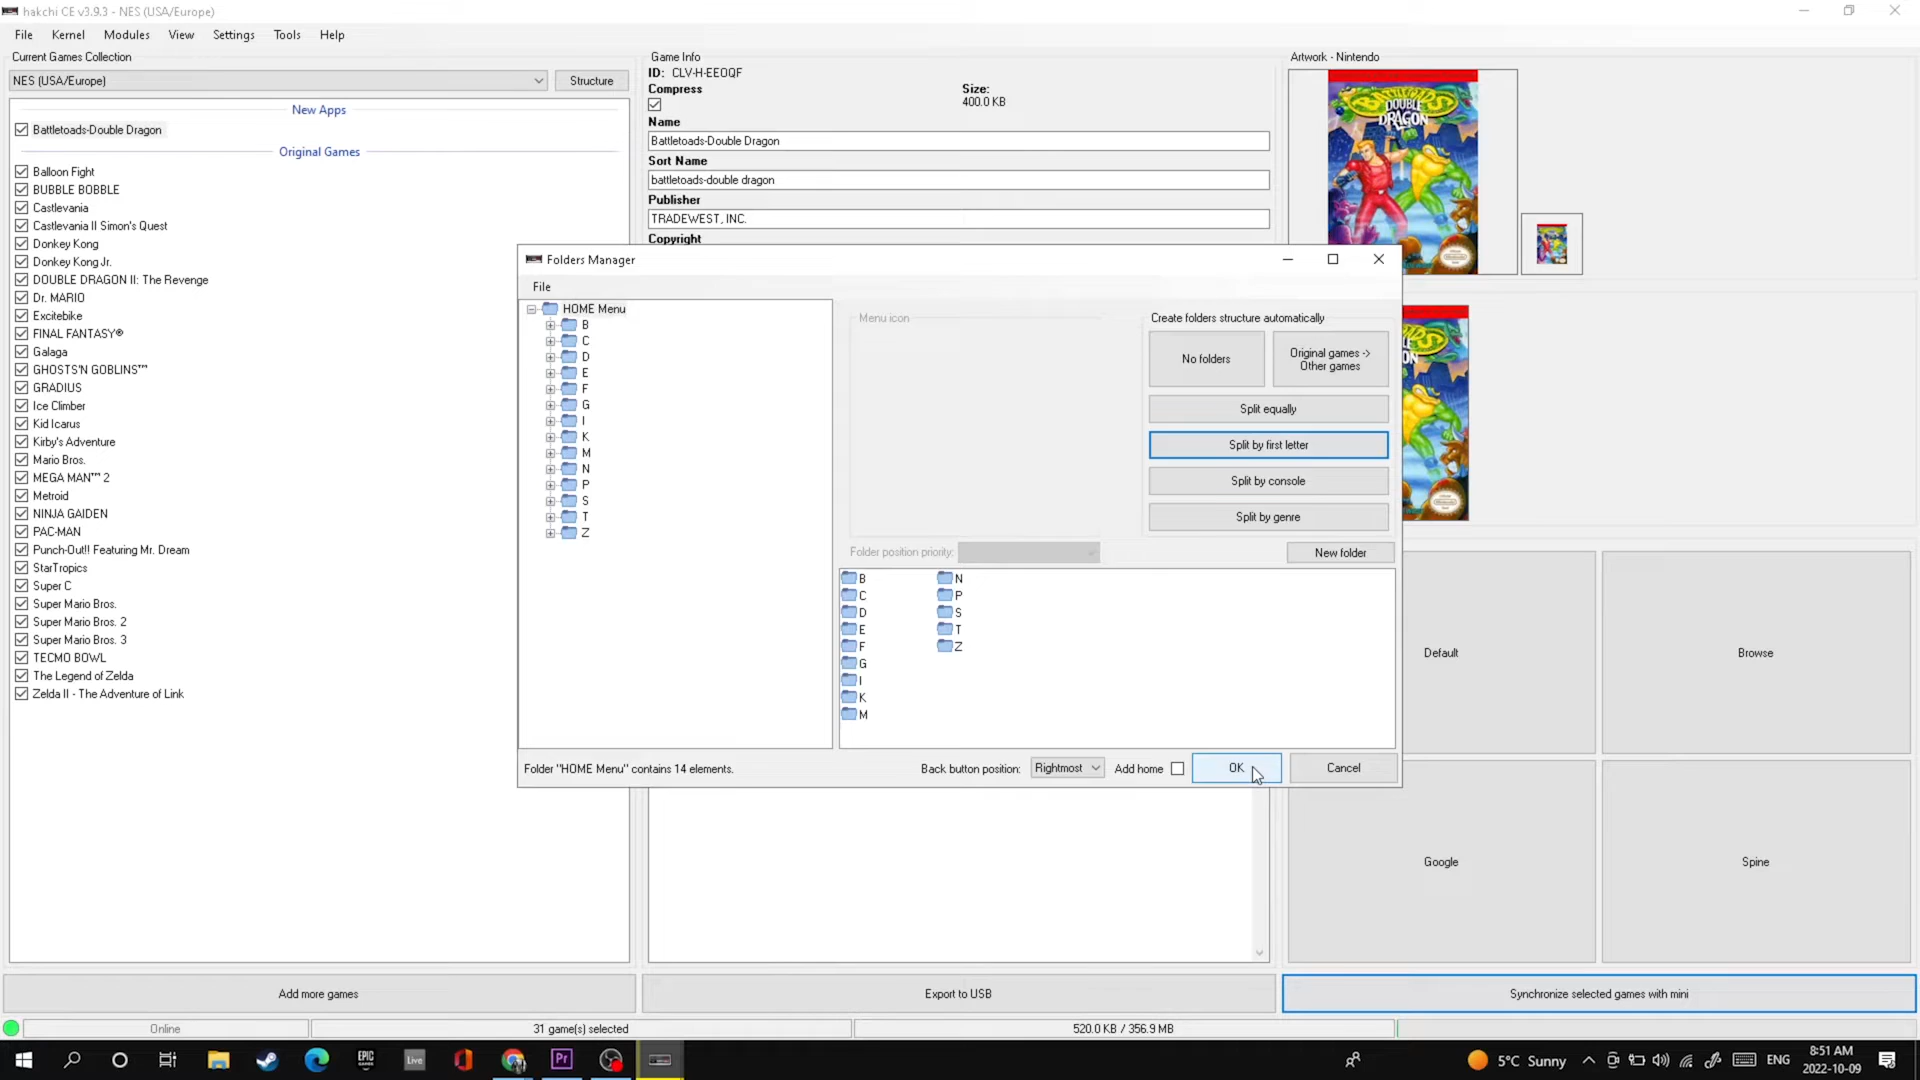 hakchi CE v3.9.3 - NES (USA/Europe)
File Kernel Modules View Settings Tools Help
Current Games Collection
NES (USA/Europe)
Structure
New Apps
Battletoads-Double Dragon
Original Games
Balloon Fight
BUBBLE BOBBLE
Castlevania
Castlevania II Simon's Quest
Donkey Kong
Donkey Kong Jr.
DOUBLE DRAGON II: The Revenge
Dr. MARIO
Excitebike
FINAL FANTASY®
Galaga
GHOSTS'N GOBLINS™
GRADIUS
Ice Climber
Kid Icarus
Kirby's Adventure
Mario Bros.
MEGA MAN™ 2
Metroid
NINJA GAIDEN
PAC-MAN
Punch-Out!! Featuring Mr. Dream
StarTropics
Super C
Super Mario Bros.
Super Mario Bros. 2
Super Mario Bros. 3
TECMO BOWL
The Legend of Zelda
Zelda II - The Adventure of Link
Game Info
ID: CLV-H-EEOQF
Compress
Size:
400.0 KB
Name
Battletoads-Double Dragon
Sort Name
battletoads-double dragon
Publisher
TRADEWEST, INC.
Copyright
Artwork - Nintendo
BATTLETOADS
DOUBLE
DRAGON
Folders Manager
File
HOME Menu
B
C
D
E
F
G
I
K
M
N
P
S
T
Z
Menu icon
Create folders structure automatically
No folders
Original games ->
Other games
Split equally
Split by first letter
Split by console
Split by genre
Folder position priority:
New folder
B
C
D
E
F
G
I
K
M
N
P
S
T
Z
Folder "HOME Menu" contains 14 elements.
Back button position:
Rightmost
Add home
OK
Cancel
Default
Browse
Google
Spine
Add more games
Export to USB
Synchronize selected games with mini
Online
31 game(s) selected
520.0 KB / 356.9 MB
EPIC
GAMES
Live
Pr
5°C Sunny
ENG
8:51 AM
2022-10-09